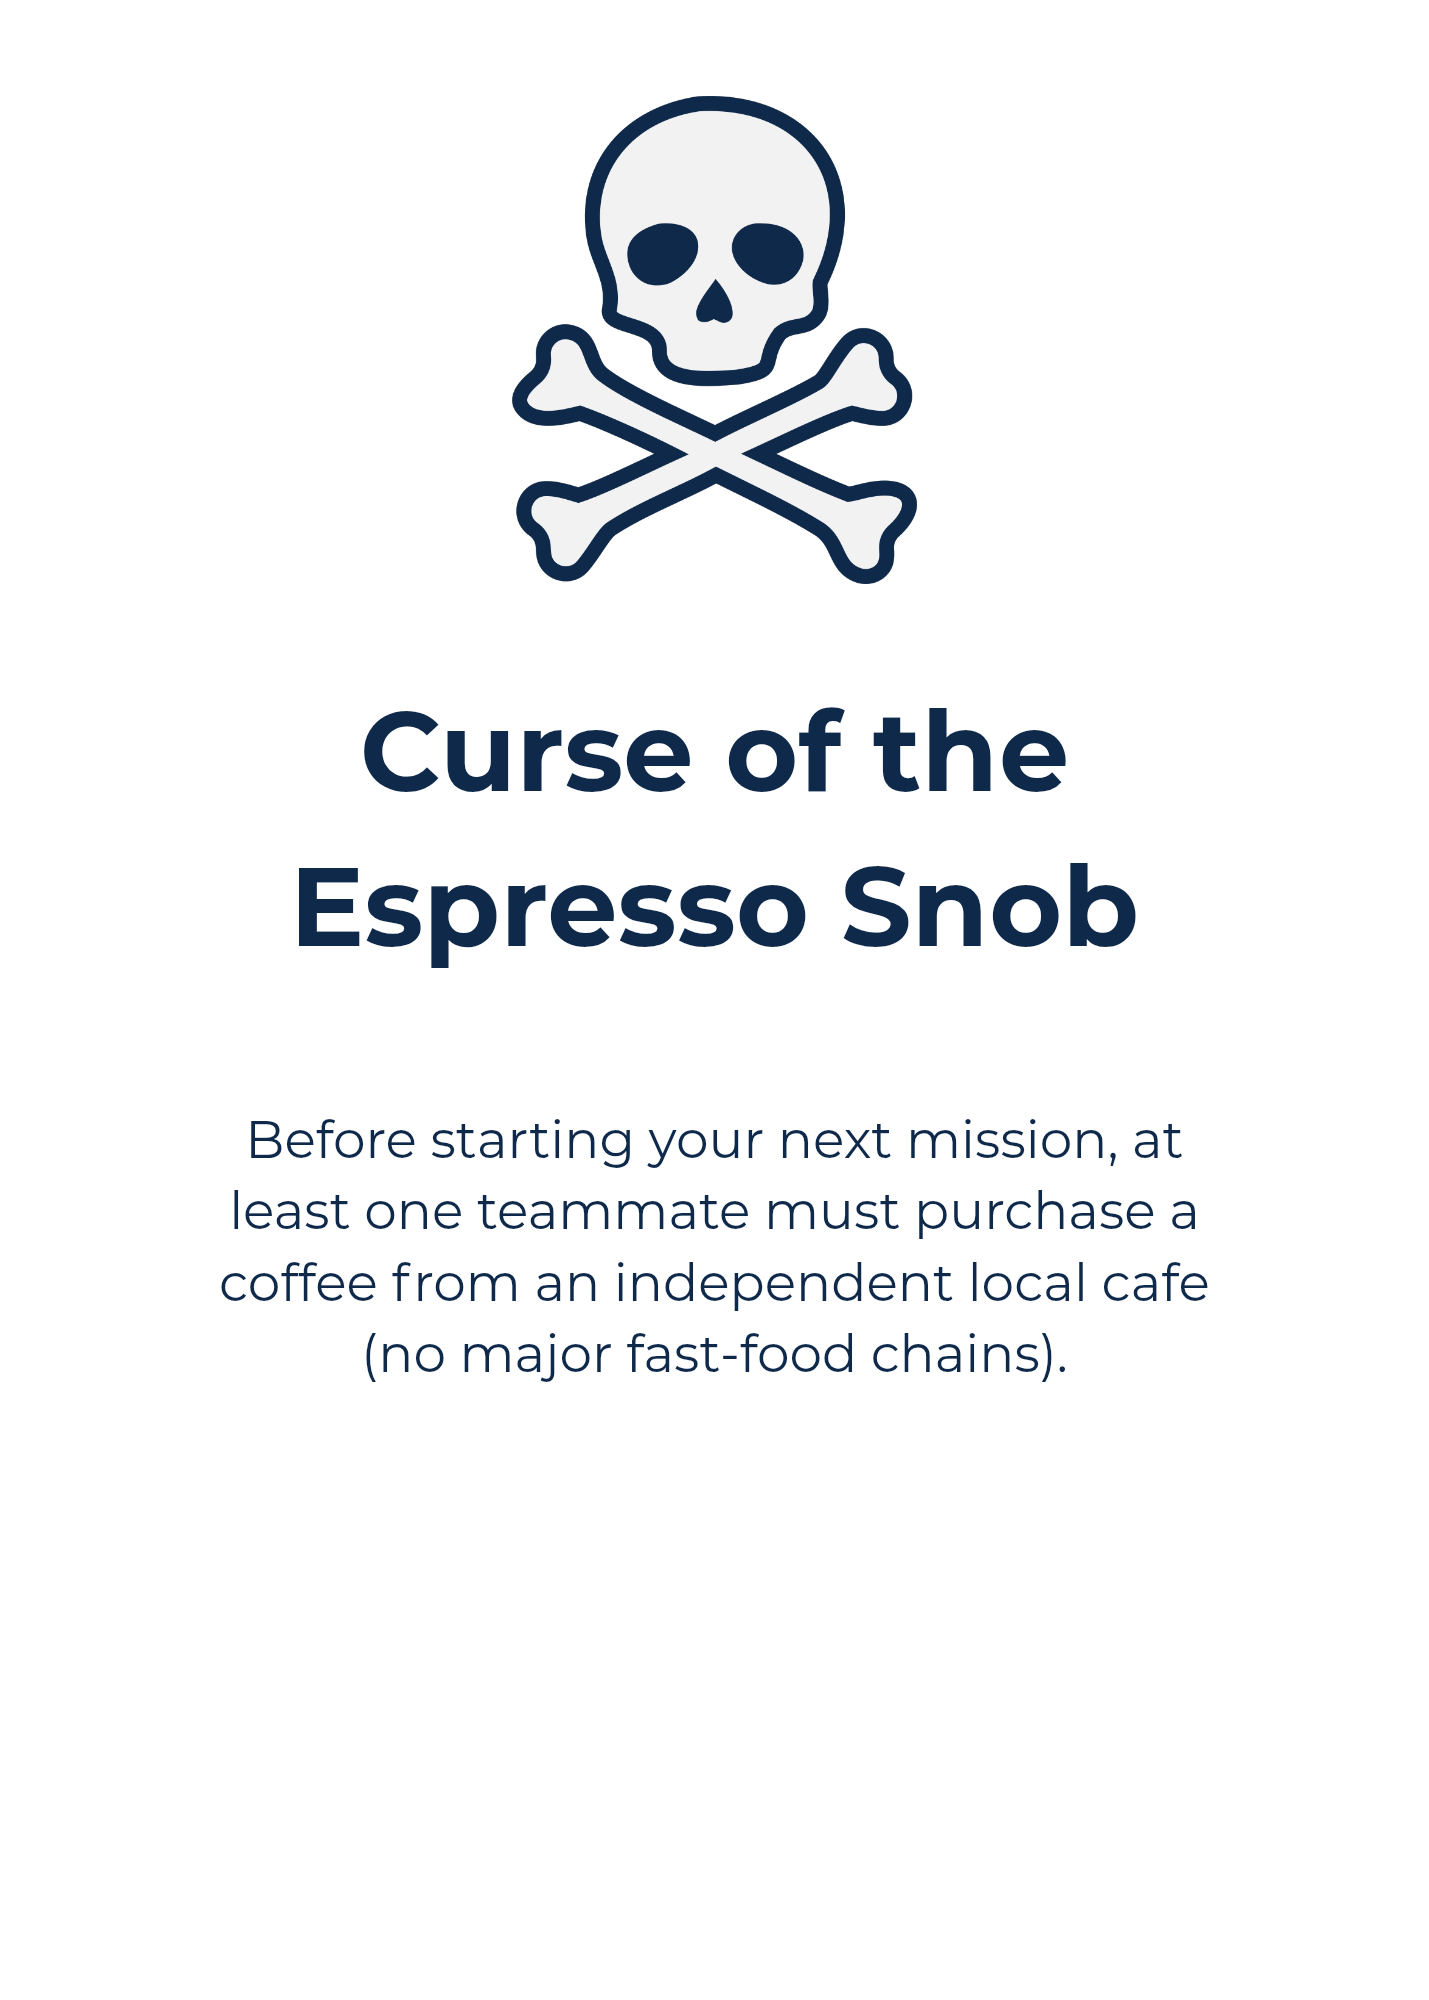 Curse of the
Espresso Snob
Before starting your next mission, at
least one teammate must purchase a
coffee from an independent local cafe
(no major fast-food chains).